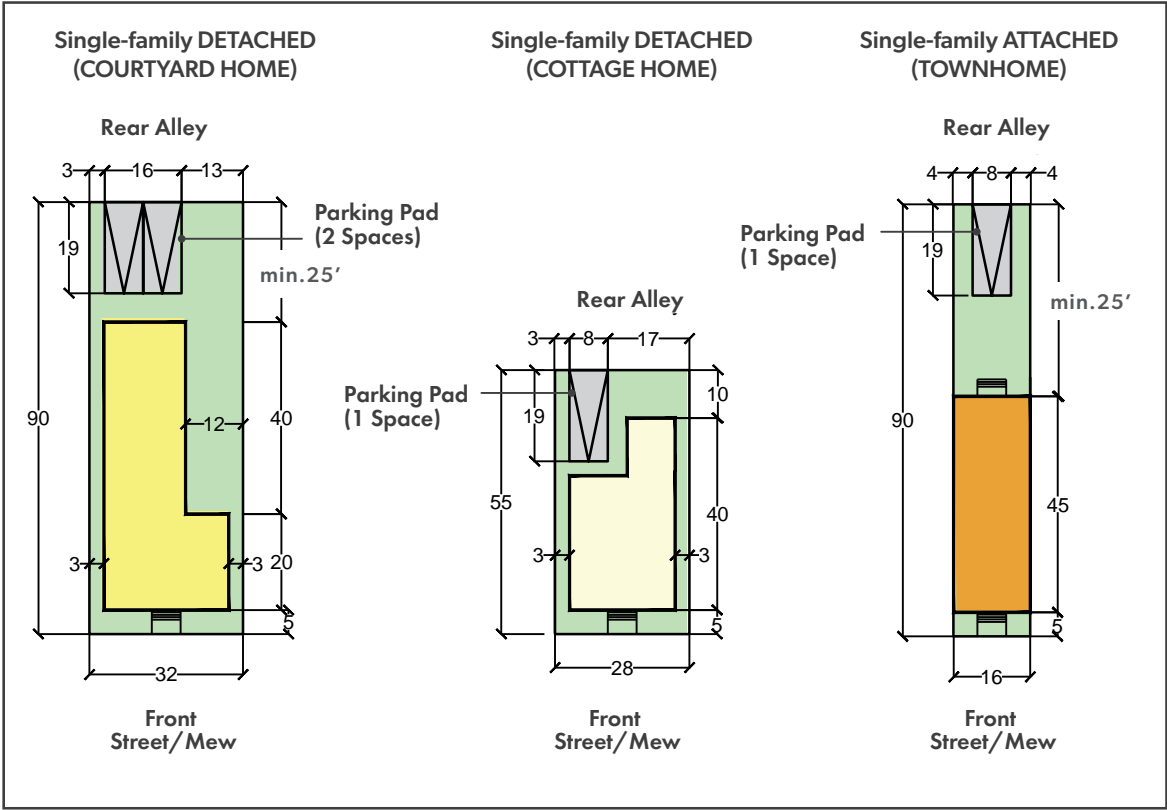 Single-family DETACHED
(COURTYARD HOME)
Rear Alley
3
16
13
Parking Pad
(2 Spaces)
19
min.25’
90
12
40
3
3
20
5
32
Front
Street/Mew
Single-family DETACHED
(COTTAGE HOME)
Rear Alley
3
8
17
Parking Pad
(1 Space)
10
19
55
40
3
3
5
28
Front
Street/Mew
Single-family ATTACHED
(TOWNHOME)
Rear Alley
4
8
4
Parking Pad
(1 Space)
19
min.25’
90
45
5
16
Front
Street/Mew